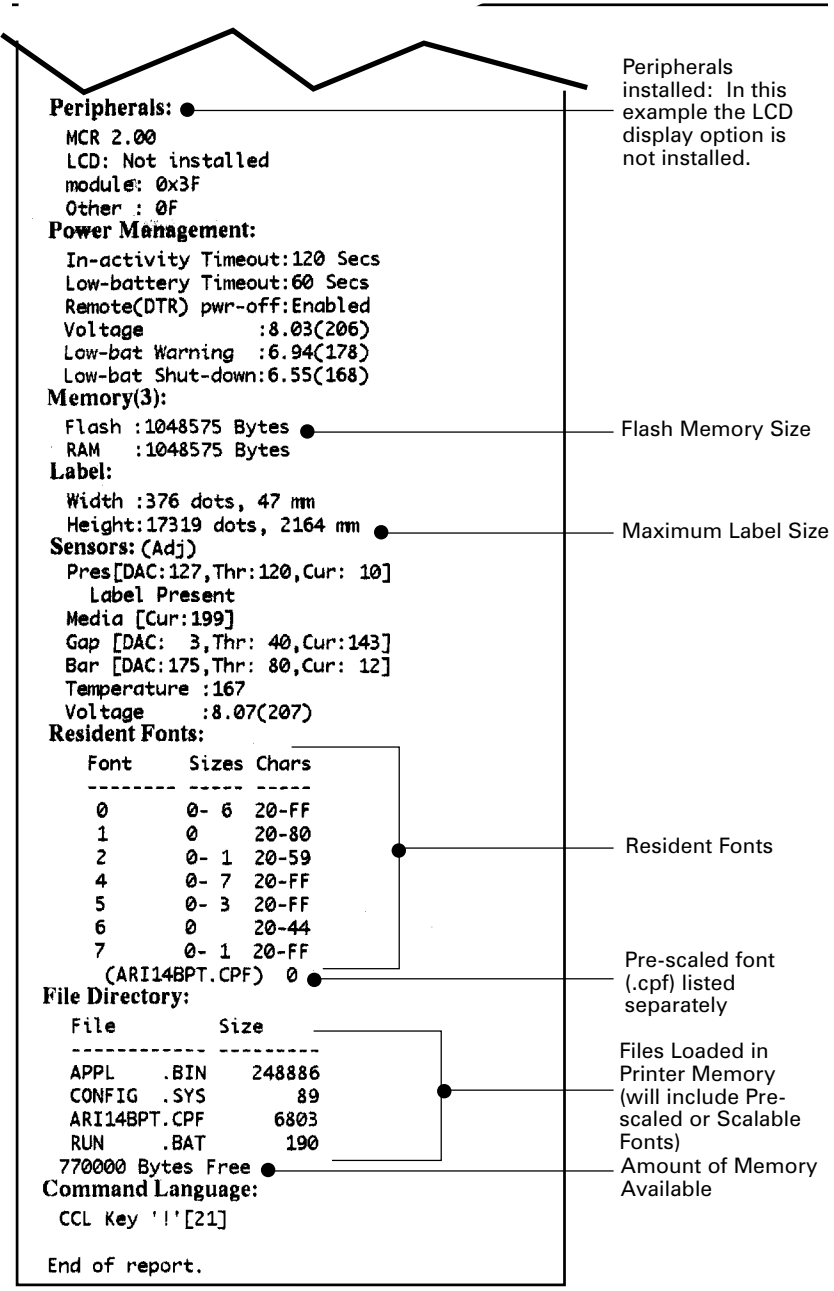 Peripherals:
MCR 2.00
LCD: Not installed
module: 0x3F
Other : 0F
Power Management:
In-activity Timeout:120 Secs
Low-battery Timeout:60 Secs
Remote(DTR) pwr-off:Enabled
Voltage :8.03(206)
Low-bat Warning :6.94(178)
Low-bat Shut-down:6.55(168)
Memory(3):
Flash :1048575 Bytes
RAM :1048575 Bytes
Label:
Width :376 dots, 47 mm
Height:17319 dots, 2164 mm
Sensors: (Adj)
Pres[DAC:127,Thr:120,Cur: 10]
Label Present
Media [Cur:199]
Gap [DAC: 3,Thr: 40,Cur:143]
Bar [DAC:175,Thr: 80,Cur: 12]
Temperature :167
Voltage :8.07(207)
Resident Fonts:
Font Sizes Chars
-------- ----- -----
0 0- 6 20-FF
1 0 20-80
2 0- 1 20-59
4 0- 7 20-FF
5 0- 3 20-FF
6 0 20-44
7 0- 1 20-FF
(ARI14BPT.CPF) 0
File Directory:
File Size
------------ ---------
APPL .BIN 248886
CONFIG .SYS 89
ARI14BPT.CPF 6803
RUN .BAT 190
770000 Bytes Free
Command Language:
CCL Key '!'[21]
End of report.
Peripherals
installed: In this
example the LCD
display option is
not installed.
Flash Memory Size
Maximum Label Size
Resident Fonts
Pre-scaled font
(.cpf) listed
separately
Files Loaded in
Printer Memory
(will include Pre-
scaled or Scalable
Fonts)
Amount of Memory
Available